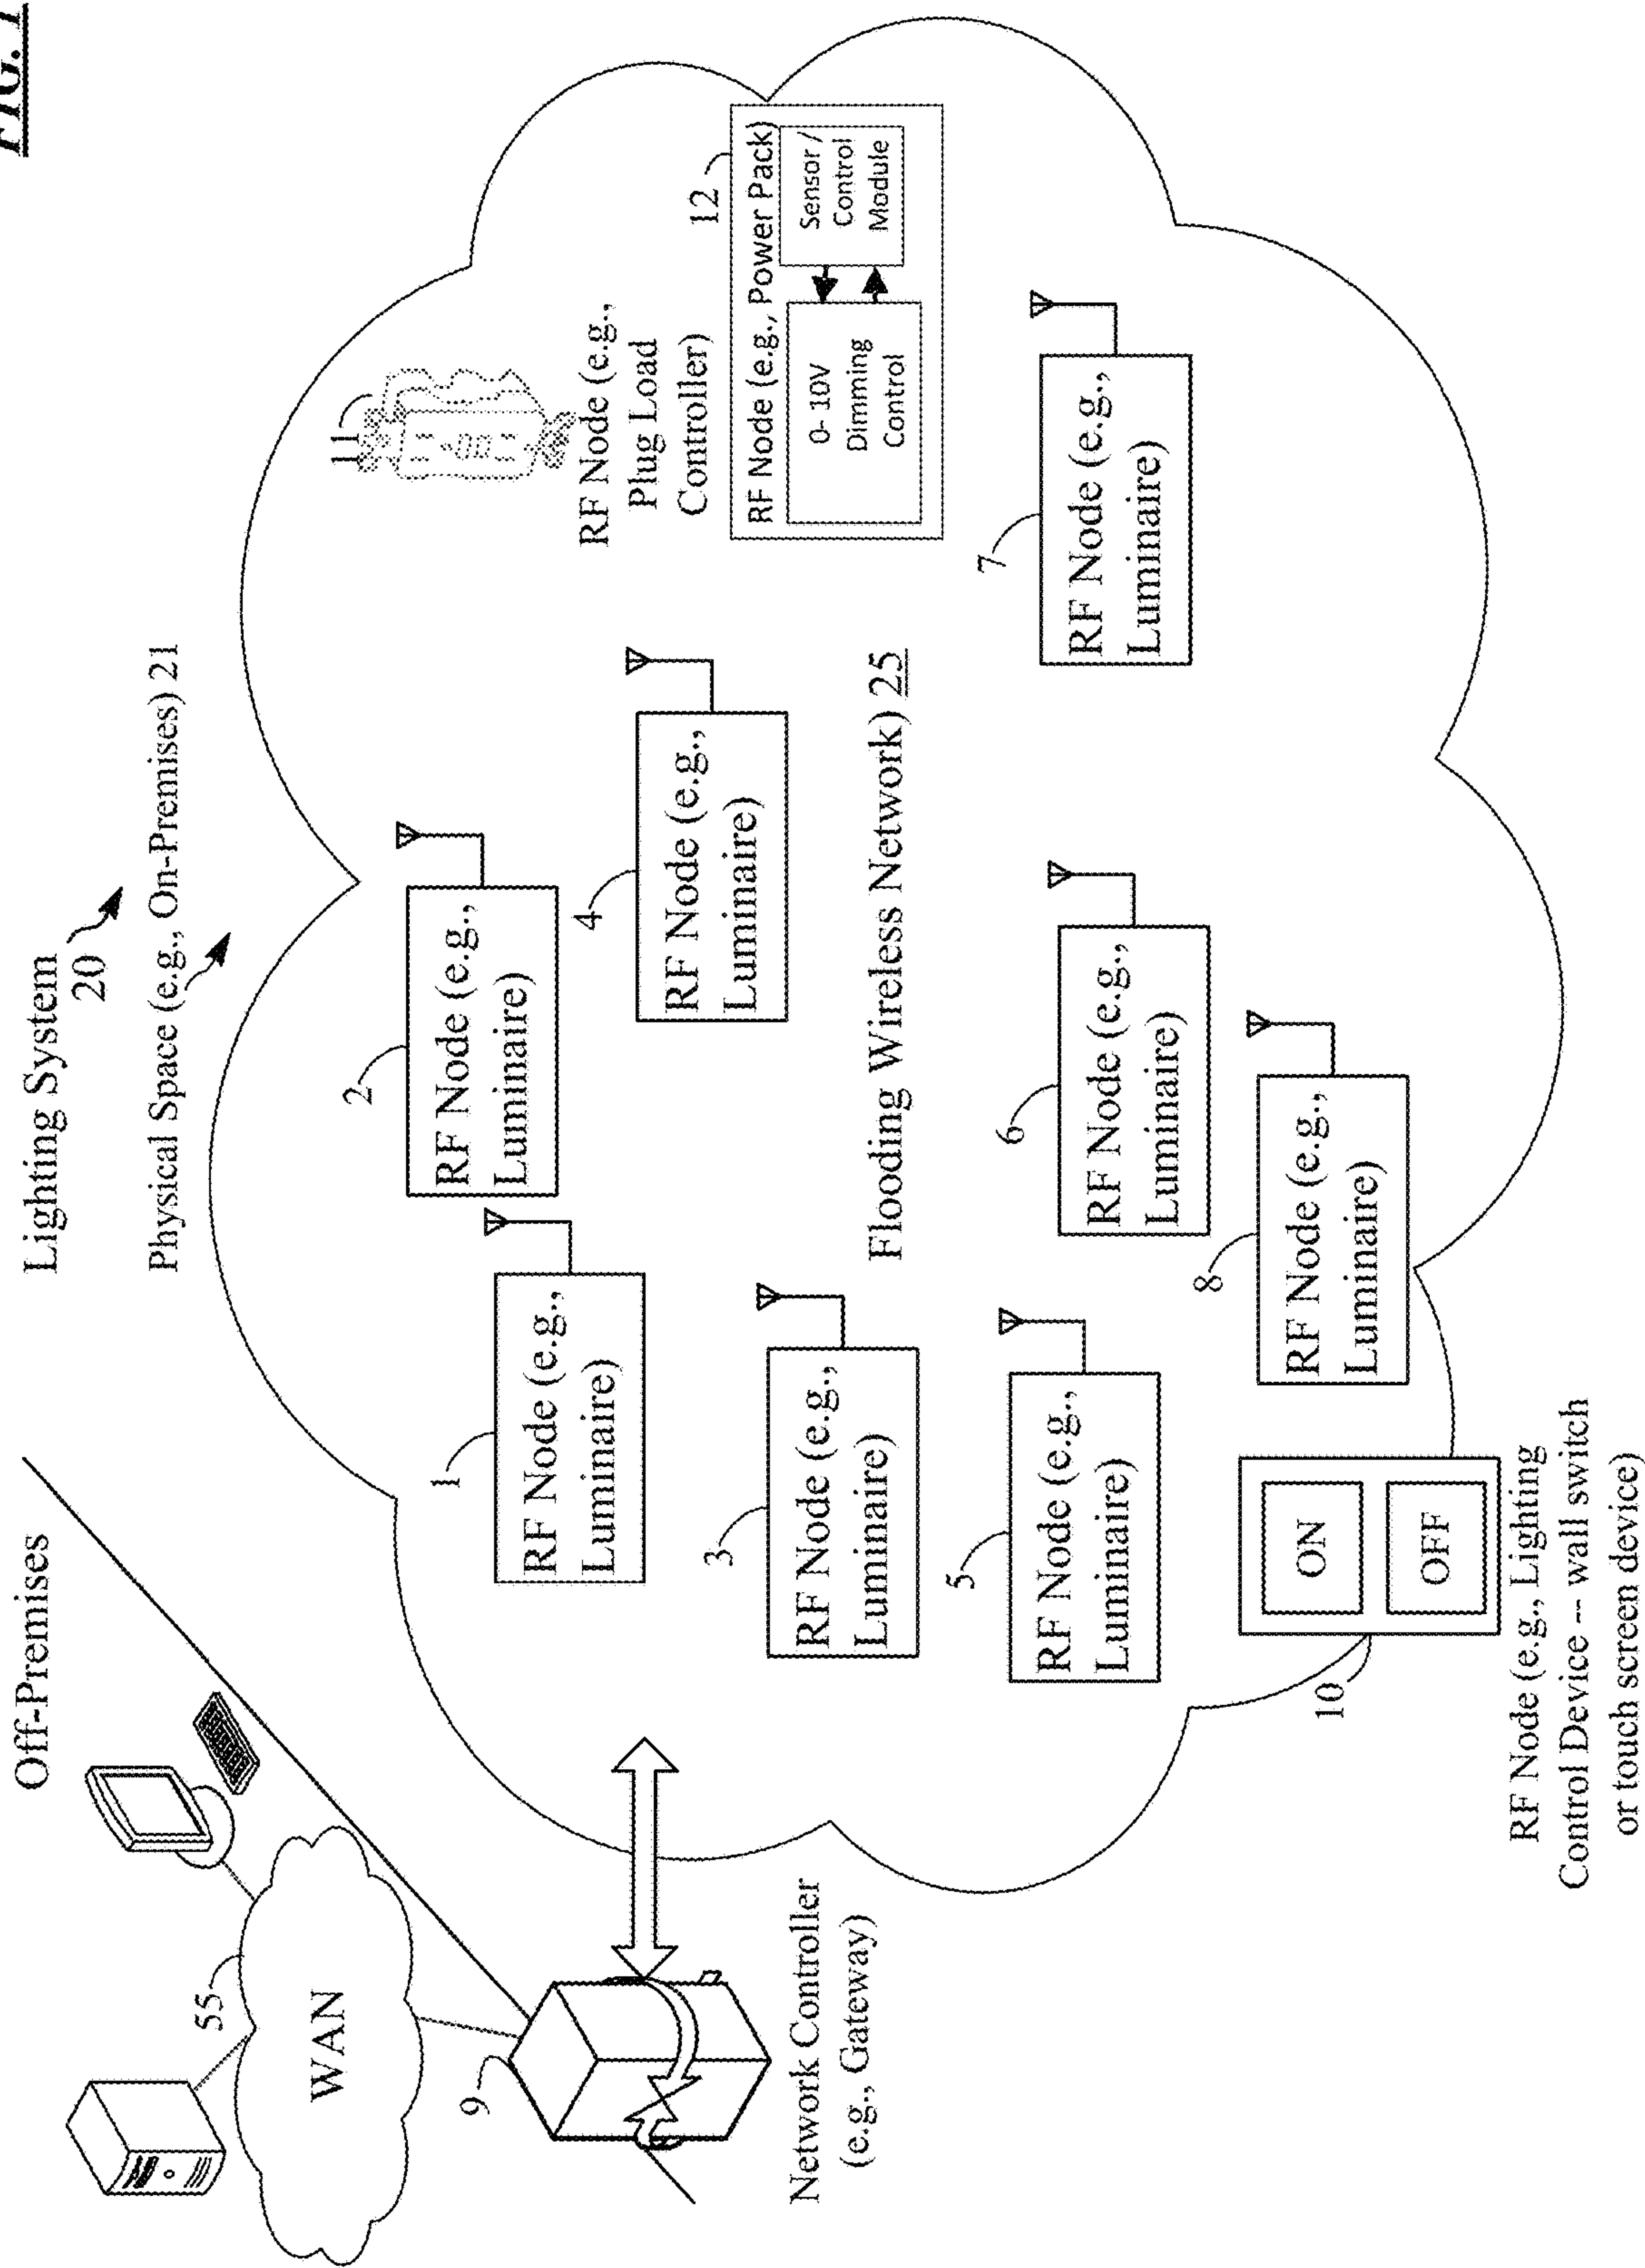 FIG. 1
Lighting System
20
Physical Space (e.g., On-Premises) 21
Off-Premises
55
WAN
9
Network Controller
(e.g., Gateway)
1
RF Node (e.g.,
Luminaire)
2
RF Node (e.g.,
Luminaire)
3
RF Node (e.g.,
Luminaire)
4
RF Node (e.g.,
Luminaire)
Flooding Wireless Network) 25
5
RF Node (e.g.,
Luminaire)
6
RF Node (e.g.,
Luminaire)
7
RF Node (e.g.,
Luminaire)
8
RF Node (e.g.,
Luminaire)
11
RF Node (e.g.,
Plug Load
Controller)
12
RF Node (e.g., Power Pack)
0- 10V
Dimming
Control
Sensor /
Control
Module
10
ON
OFF
RF Node (e.g., Lighting
Control Device -- wall switch
or touch screen device)